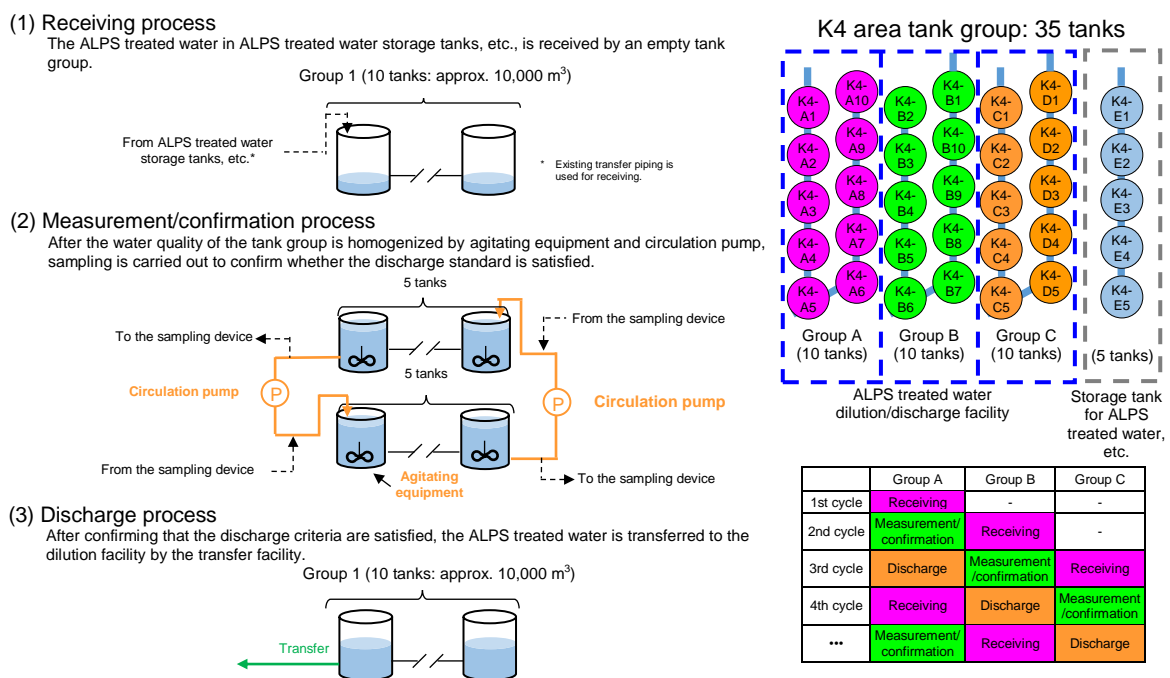 (1) Receiving process
The ALPS treated water in ALPS treated water storage tanks, etc., is received by an empty tank
group.
Group 1 (10 tanks: approx. 10,000 m³)
From ALPS treated water
storage tanks, etc.*
* Existing transfer piping is
used for receiving.
(2) Measurement/confirmation process
After the water quality of the tank group is homogenized by agitating equipment and circulation pump,
sampling is carried out to confirm whether the discharge standard is satisfied.
5 tanks
To the sampling device
From the sampling device
5 tanks
P
Circulation pump
P
Circulation pump
From the sampling device
Agitating
equipment
To the sampling device
(3) Discharge process
After confirming that the discharge criteria are satisfied, the ALPS treated water is transferred to the
dilution facility by the transfer facility.
Group 1 (10 tanks: approx. 10,000 m³)
Transfer
K4 area tank group: 35 tanks
K4-
A1
K4-
A2
K4-
A3
K4-
A4
K4-
A5
K4-
A10
K4-
A9
K4-
A8
K4-
A7
K4-
A6
K4-
B2
K4-
B3
K4-
B4
K4-
B5
K4-
B6
K4-
B1
K4-
B10
K4-
B9
K4-
B8
K4-
B7
K4-
C1
K4-
C2
K4-
C3
K4-
C4
K4-
C5
K4-
D1
K4-
D2
K4-
D3
K4-
D4
K4-
D5
K4-
E1
K4-
E2
K4-
E3
K4-
E4
K4-
E5
Group A
(10 tanks)
Group B
(10 tanks)
Group C
(10 tanks)
(5 tanks)
ALPS treated water
dilution/discharge facility
Storage tank
for ALPS
treated water,
etc.
Group A Group B Group C
1st cycle Receiving - -
2nd cycle Measurement/
confirmation Receiving -
3rd cycle Discharge Measurement
/confirmation Receiving
4th cycle Receiving Discharge Measurement
/confirmation
••• Measurement/
confirmation Receiving Discharge